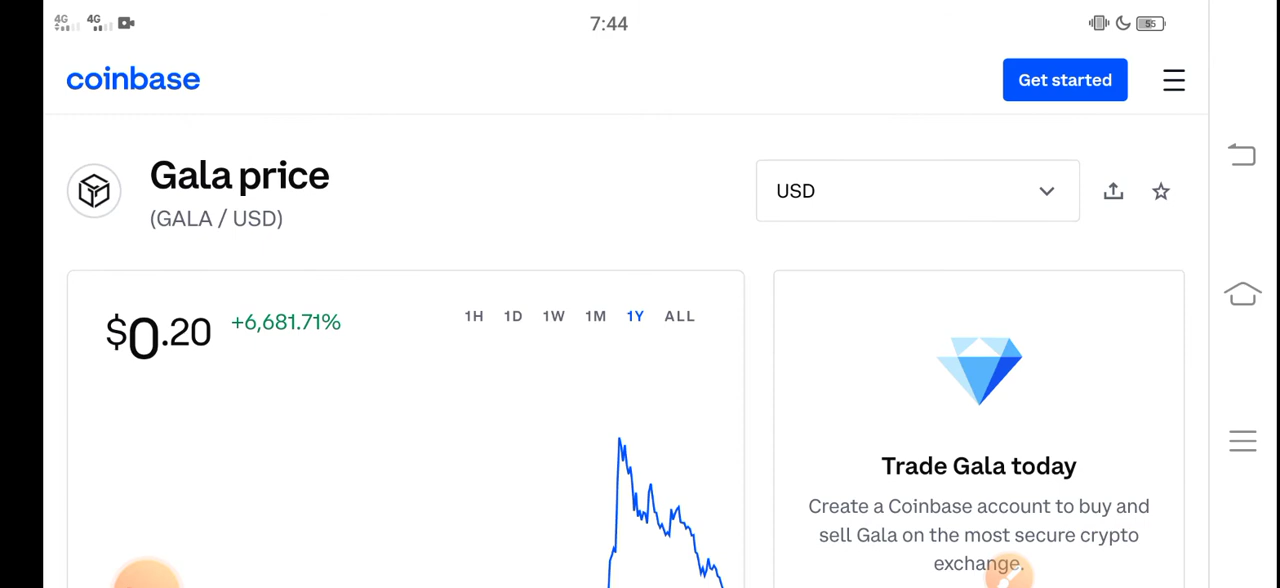 4G 4G 7:44 55
coinbase Get started
Gala price
(GALA / USD)
USD
$0.20 +6,681.71% 1H 1D 1W 1M 1Y ALL
Trade Gala today
Create a Coinbase account to buy and
sell Gala on the most secure crypto
exchange.